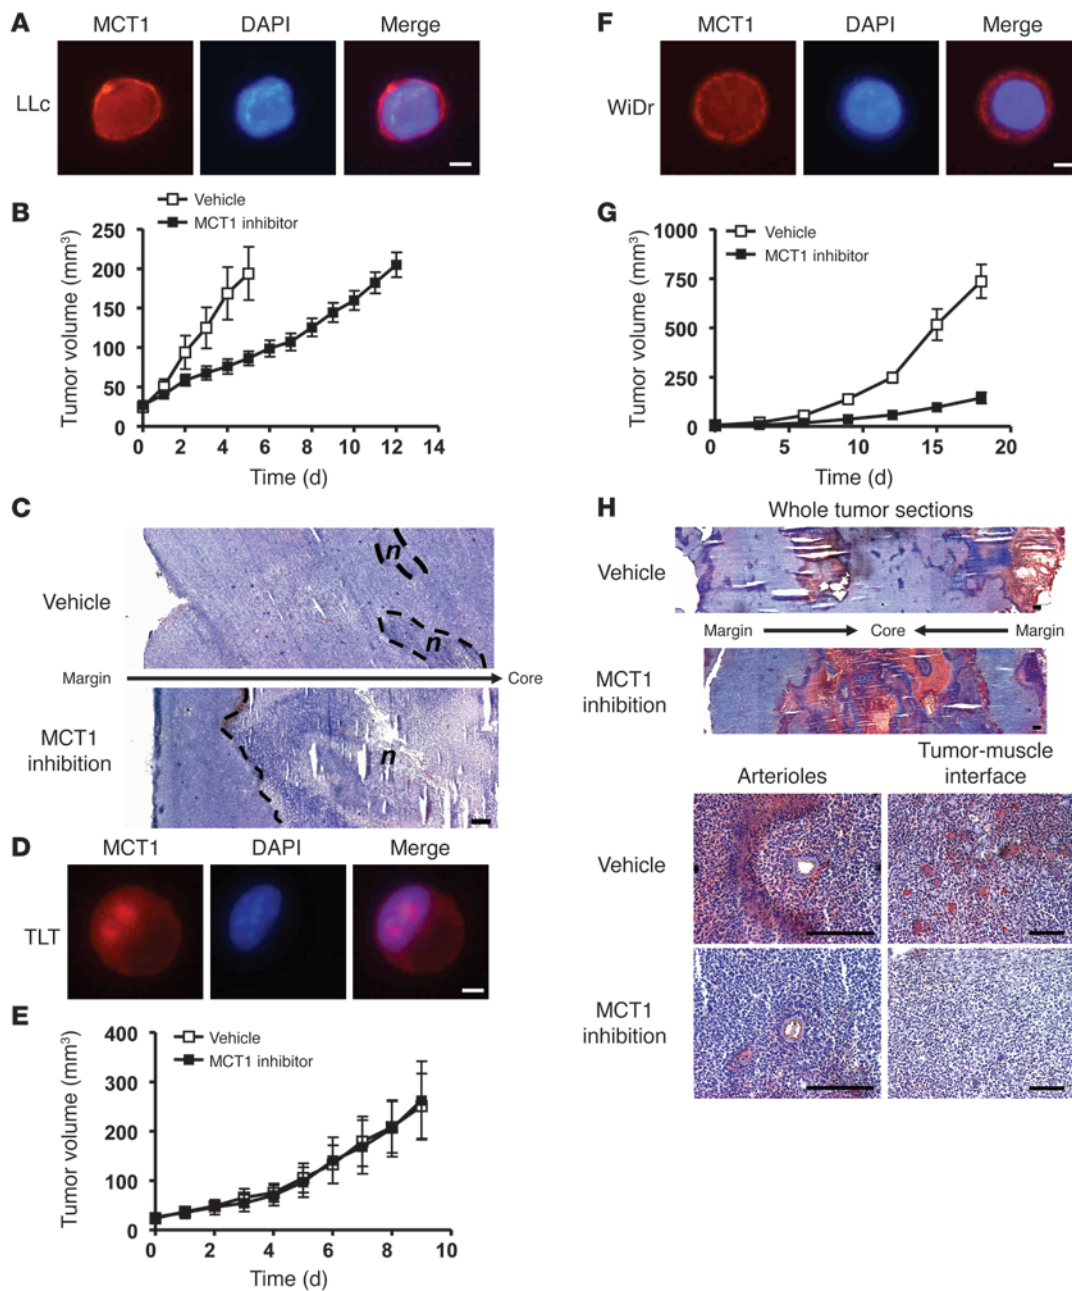 A
MCT1 DAPI Merge
LLc
B
Vehicle
MCT1 inhibitor
Tumor volume (mm³)
250
200
150
100
50
0
0 2 4 6 8 10 12 14
Time (d)
C
Vehicle
n
n
Margin Core
MCT1
inhibition
n
D
MCT1 DAPI Merge
TLT
E
Vehicle
MCT1 inhibitor
Tumor volume (mm³)
400
300
200
100
0
0 2 4 6 8 10
Time (d)
F
MCT1 DAPI Merge
WiDr
G
Vehicle
MCT1 inhibitor
Tumor volume (mm³)
1000
750
500
250
0
0 5 10 15 20
Time (d)
H
Whole tumor sections
Vehicle
Margin Core Margin
MCT1
inhibition
Arterioles
Tumor-muscle
interface
Vehicle
MCT1
inhibition